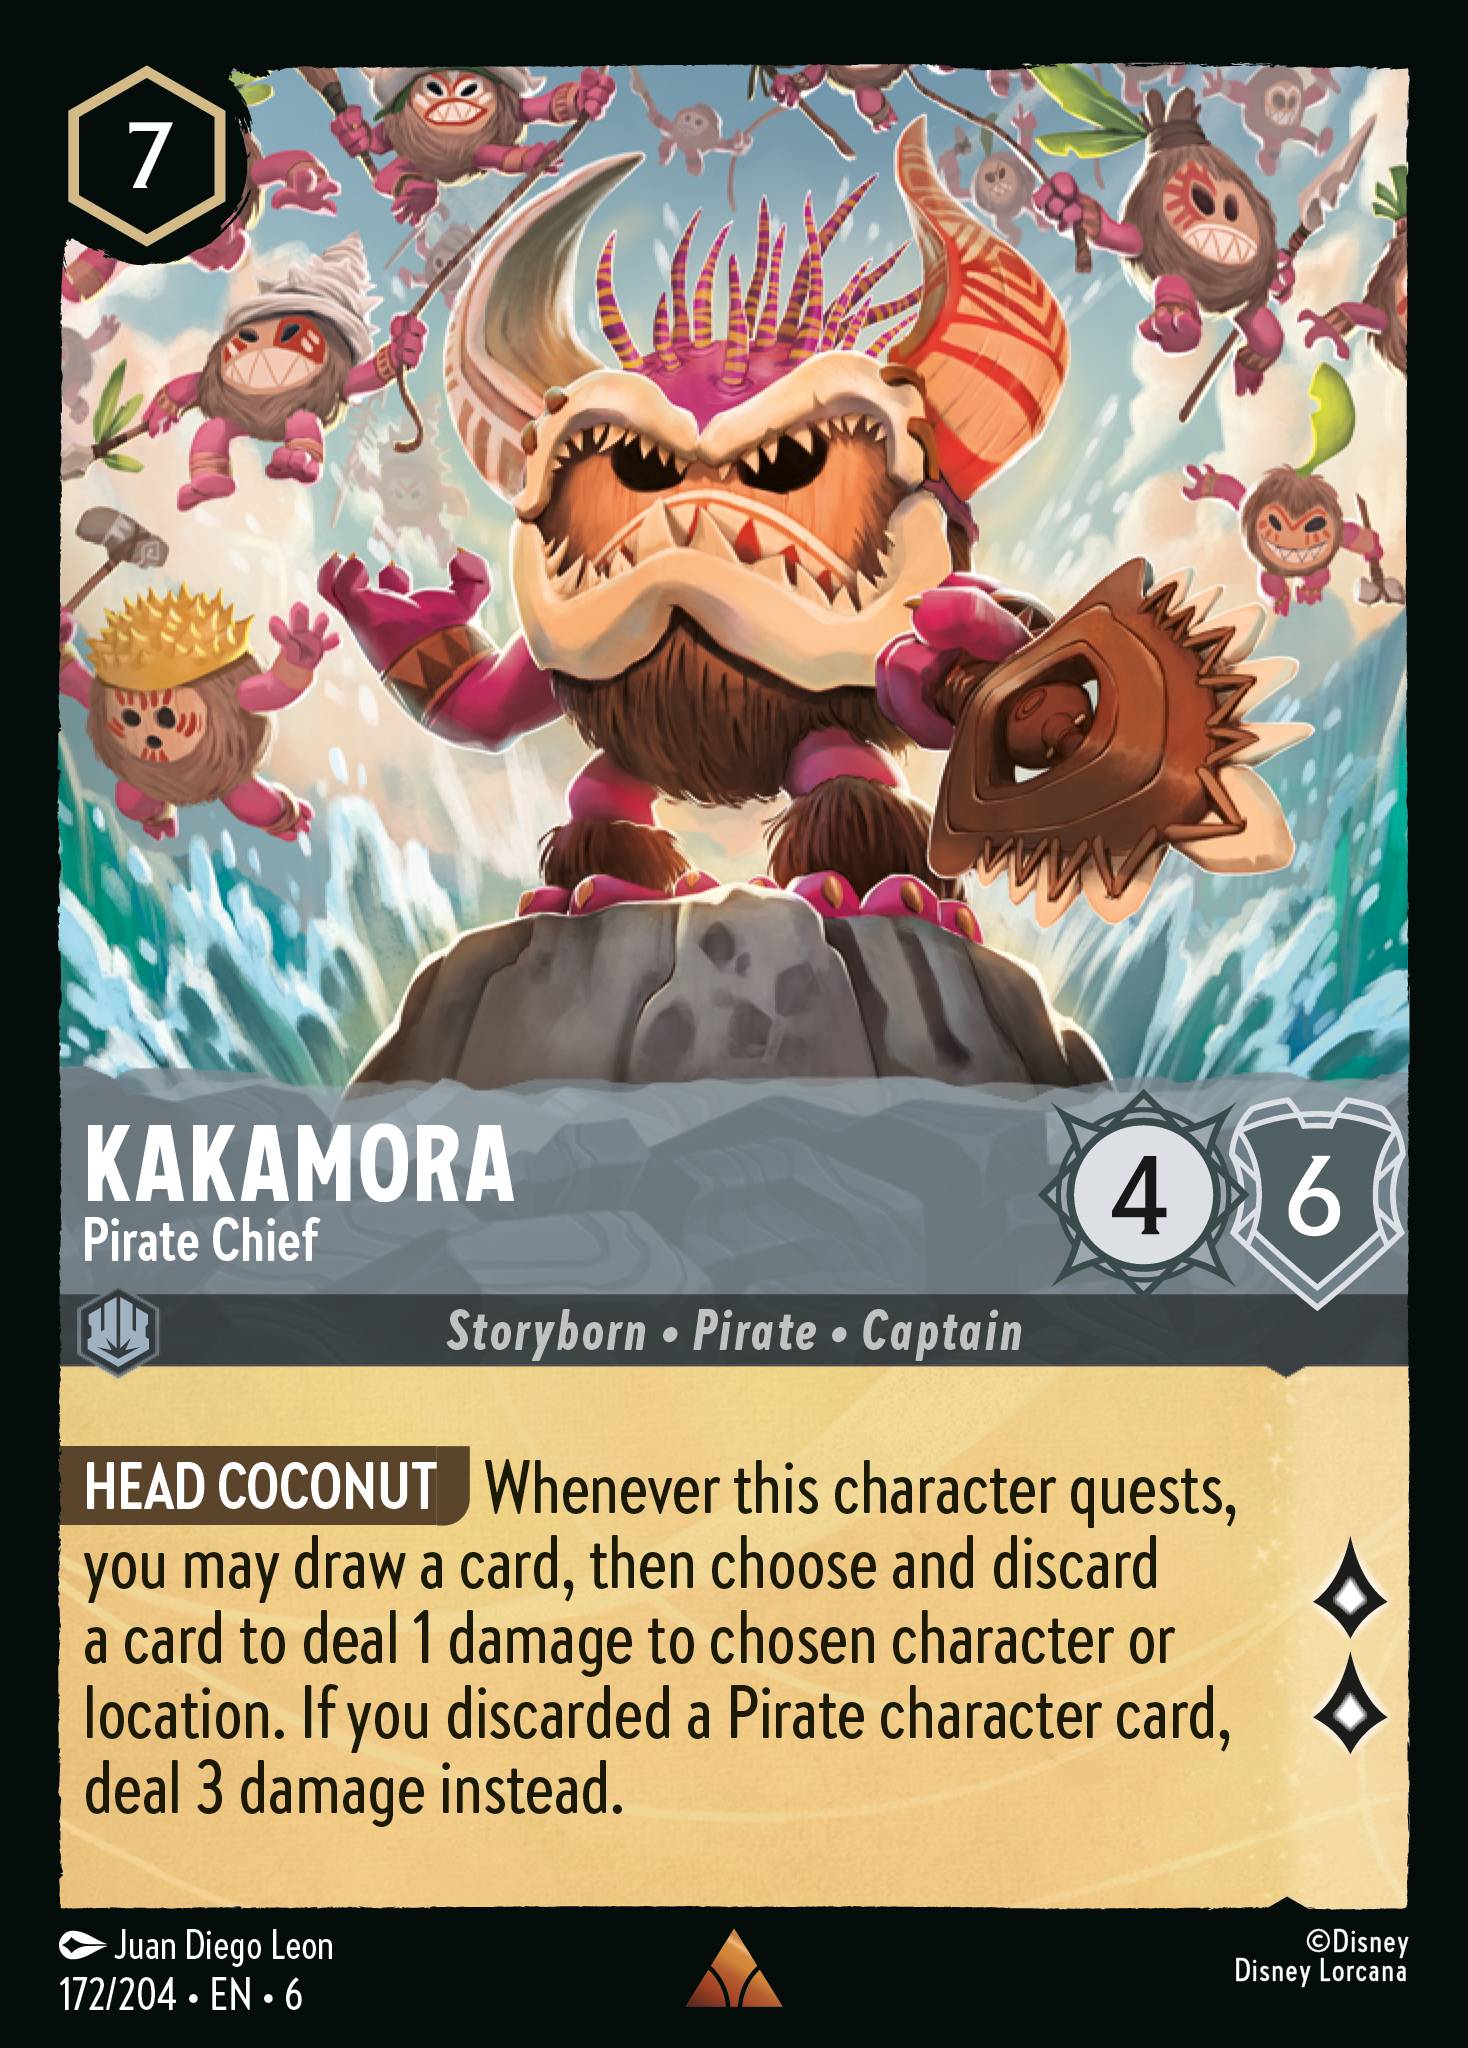 7
KAKAMORA
Pirate Chief
4 6
Storyborn • Pirate • Captain
HEAD COCONUT Whenever this character quests,
you may draw a card, then choose and discard
a card to deal 1 damage to chosen character or
location. If you discarded a Pirate character card,
deal 3 damage instead.
Juan Diego Leon
172/204 • EN • 6
©Disney
Disney Lorcana